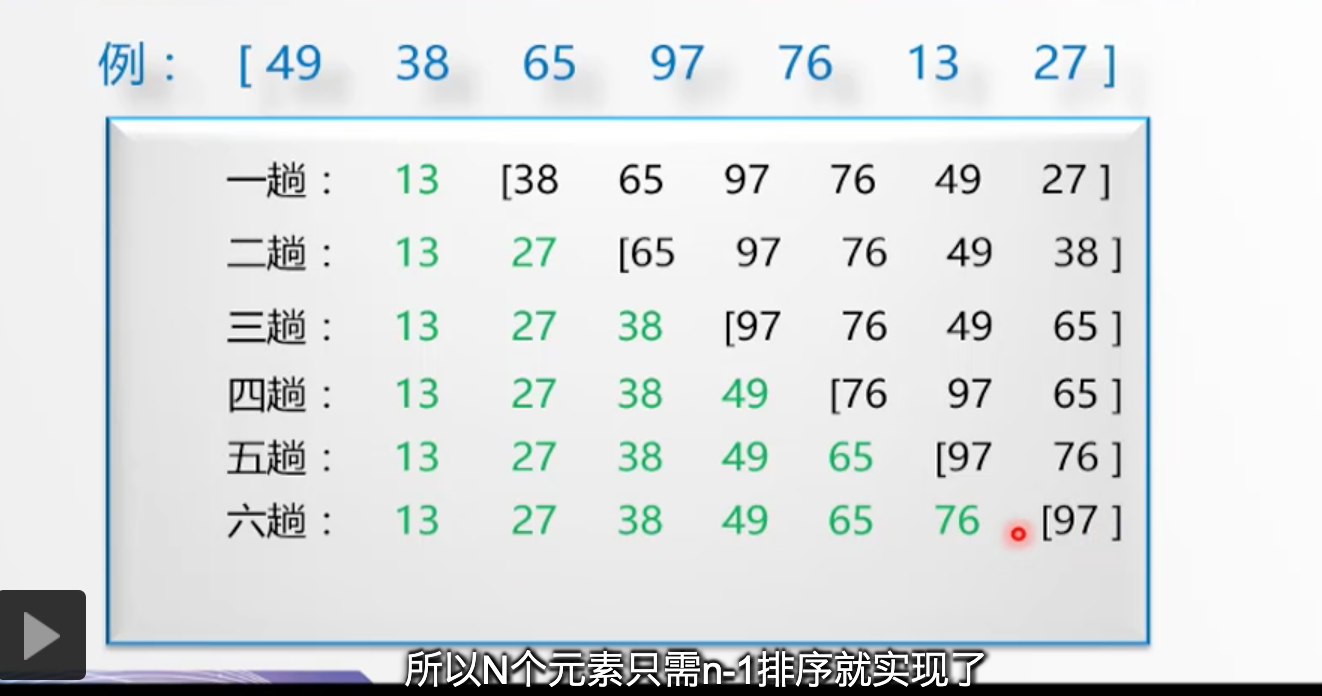 例： [ 49 38 65 97 76 13 27 ]
一趟： 13 [38 65 97 76 49 27 ]
二趟： 13 27 [65 97 76 49 38 ]
三趟： 13 27 38 [97 76 49 65 ]
四趟： 13 27 38 49 [76 97 65 ]
五趟： 13 27 38 49 65 [97 76 ]
六趟： 13 27 38 49 65 76 [97 ]
所以N个元素只需n-1排序就实现了